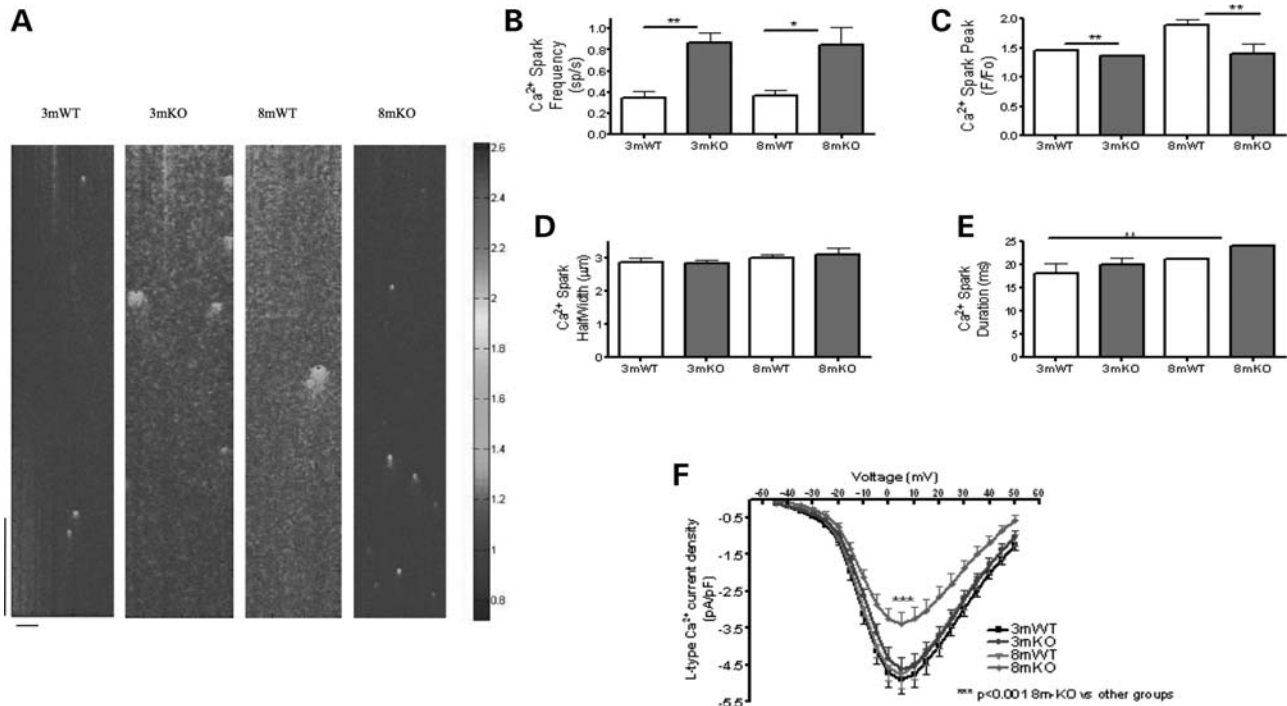 A
3mWT 3mKO 8mWT 8mKO
2.6
2.4
2.2
2
1.8
1.6
1.4
1.2
1
0.8
B
Ca2+ Spark
Frequency
(sp/s)
1.0
0.8
0.6
0.4
0.2
0.0
**
*
3mWT 3mKO 8mWT 8mKO
C
Ca2+ Spark Peak
(F/Fo)
2.0
1.5
1.0
0.5
0.0
**
**
3mWT 3mKO 8mWT 8mKO
D
Ca2+ Spark
HalfWidth (µm)
3
2
1
0
3mWT 3mKO 8mWT 8mKO
E
Ca2+ Spark
Duration (ms)
25
20
15
10
5
0
**
3mWT 3mKO 8mWT 8mKO
F
Voltage (mV)
-60 -50 -40 -30 -20 -10 0 10 20 30 40 50 60
L-type Ca2+ current density
(pA/pF)
-0.5
-1.5
-2.5
-3.5
-4.5
-5.5
***
3mWT
3mKO
8mWT
8mKO
*** p<0.001 8m-KO vs other groups